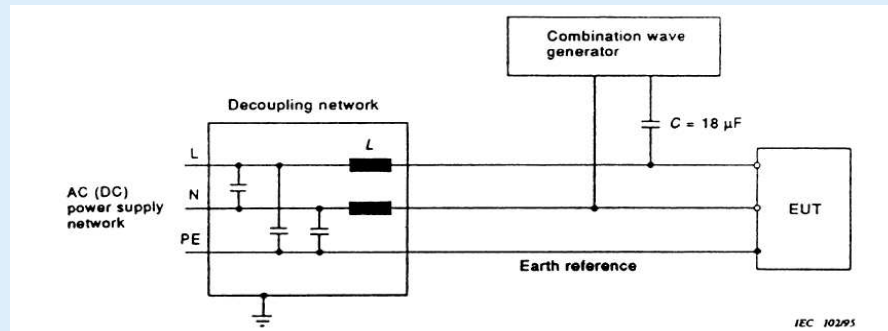 Combination wave
generator
Decoupling network
C = 18 µF
L
L
N
AC (DC)
power supply
network
PE
EUT
Earth reference
IEC 102/95